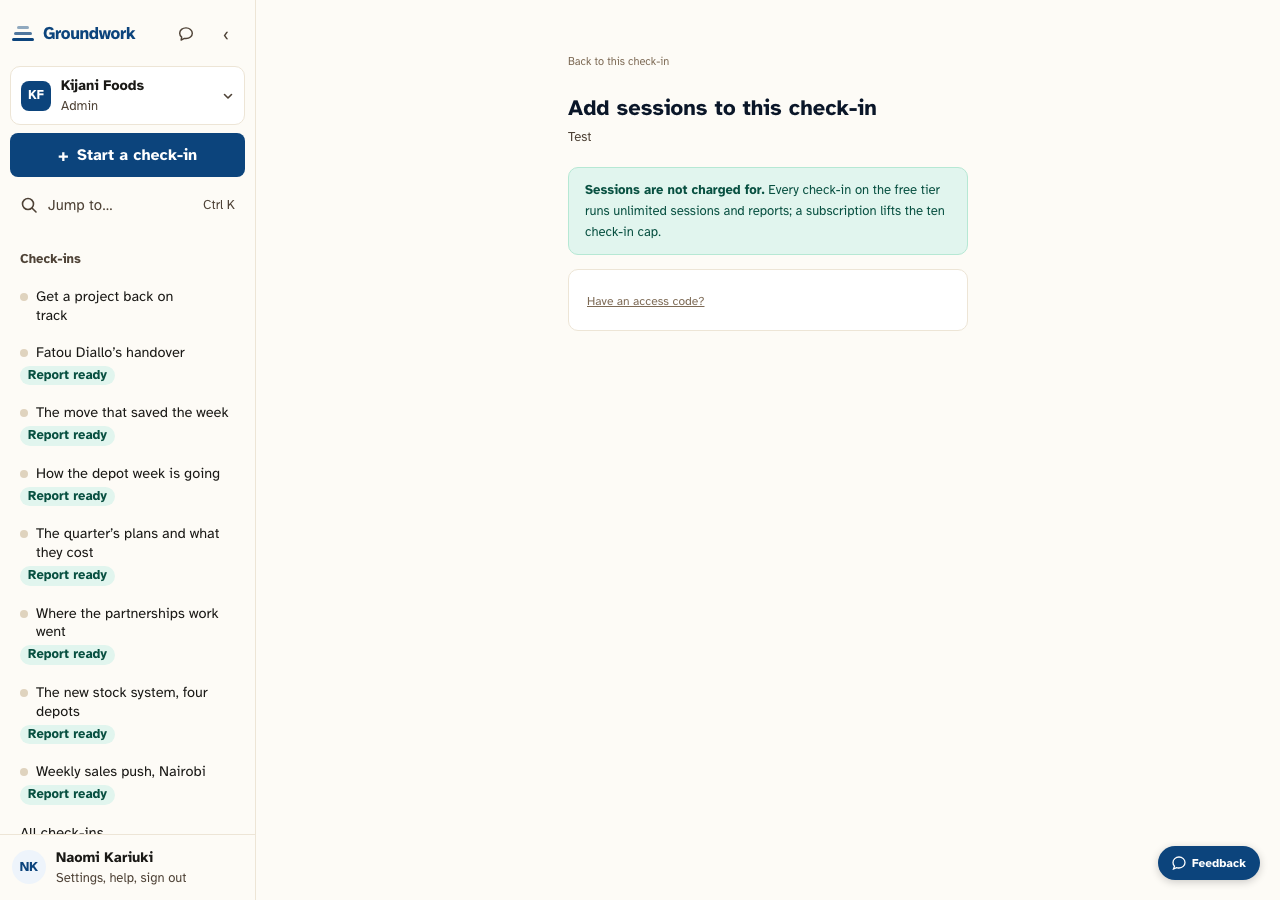 Groundwork
KF
Kijani Foods
Admin
+ Start a check-in
Jump to...
Ctrl K
Check-ins
Get a project back on
track
Fatou Diallo's handover
Report ready
The move that saved the week
Report ready
How the depot week is going
Report ready
The quarter's plans and what
they cost
Report ready
Where the partnerships work
went
Report ready
The new stock system, four
depots
Report ready
Weekly sales push, Nairobi
Report ready
All check-ins
NK
Naomi Kariuki
Settings, help, sign out
Back to this check-in
Add sessions to this check-in
Test
Sessions are not charged for. Every check-in on the free tier
runs unlimited sessions and reports; a subscription lifts the ten
check-in cap.
Have an access code?
Feedback